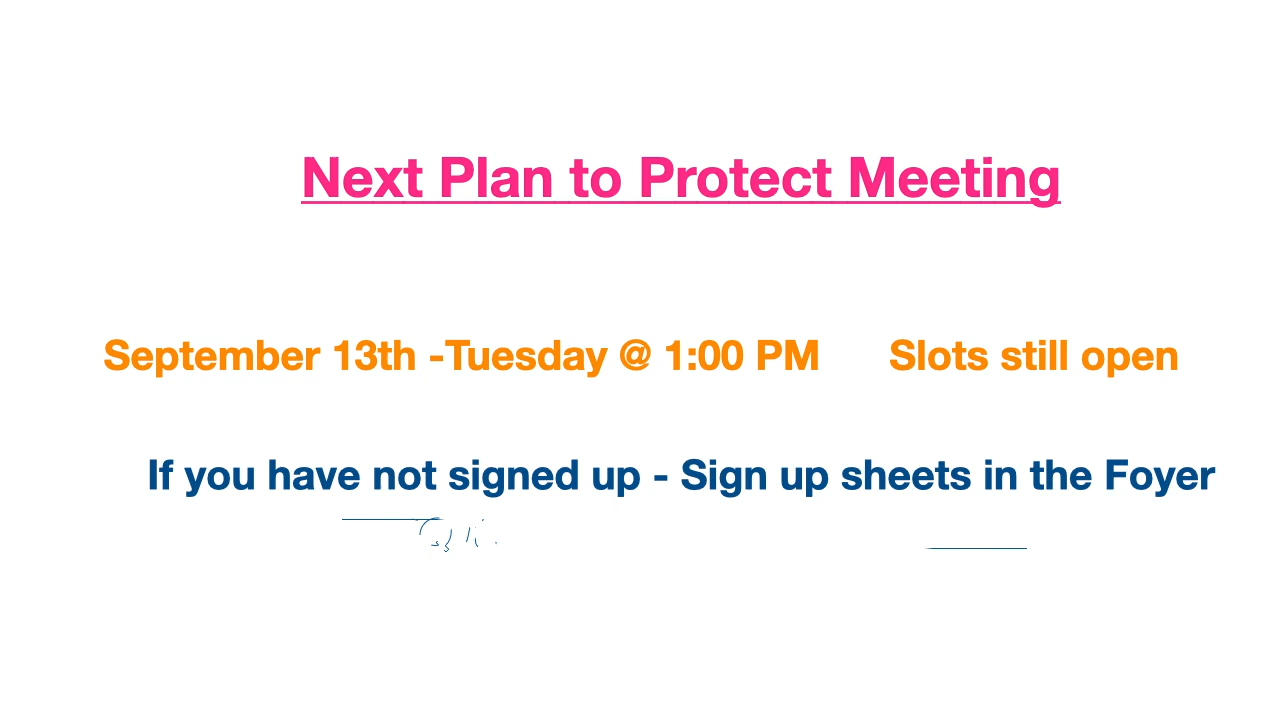 Next Plan to Protect Meeting
September 13th -Tuesday @ 1:00 PM Slots still open
If you have not signed up - Sign up sheets in the Foyer